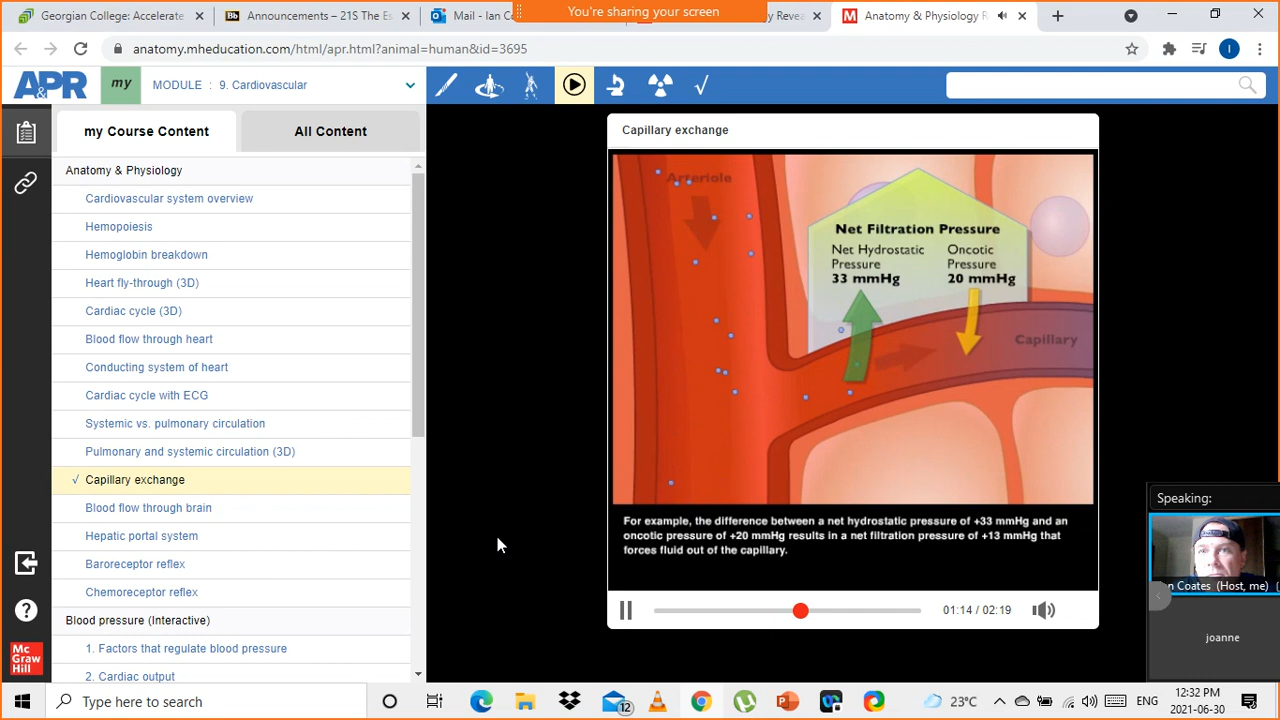 You're sharing your screen
Georgian College: Accelerate
Announcements – 21S The Es
Mail - Ian Co
y Revea
Anatomy & Physiology R
anatomy.mheducation.com/html/apr.html?animal=human&id=3695
A&PR
my
MODULE : 9. Cardiovascular
my Course Content
All Content
Anatomy & Physiology
Cardiovascular system overview
Hemopoiesis
Hemoglobin breakdown
Heart fly-through (3D)
Cardiac cycle (3D)
Blood flow through heart
Conducting system of heart
Cardiac cycle with ECG
Systemic vs. pulmonary circulation
Pulmonary and systemic circulation (3D)
√ Capillary exchange
Blood flow through brain
Hepatic portal system
Baroreceptor reflex
Chemoreceptor reflex
Blood pressure (Interactive)
1. Factors that regulate blood pressure
2. Cardiac output
Mc
Graw
Hill
Capillary exchange
Arteriole
Net Filtration Pressure
Net Hydrostatic
Pressure
33 mmHg
Oncotic
Pressure
20 mmHg
Capillary
For example, the difference between a net hydrostatic pressure of +33 mmHg and an
oncotic pressure of +20 mmHg results in a net filtration pressure of +13 mmHg that
forces fluid out of the capillary.
01:14 / 02:19
Speaking:
n Coates (Host, me)
joanne
Type here to search
12
23°C
ENG
12:32 PM
2021-06-30